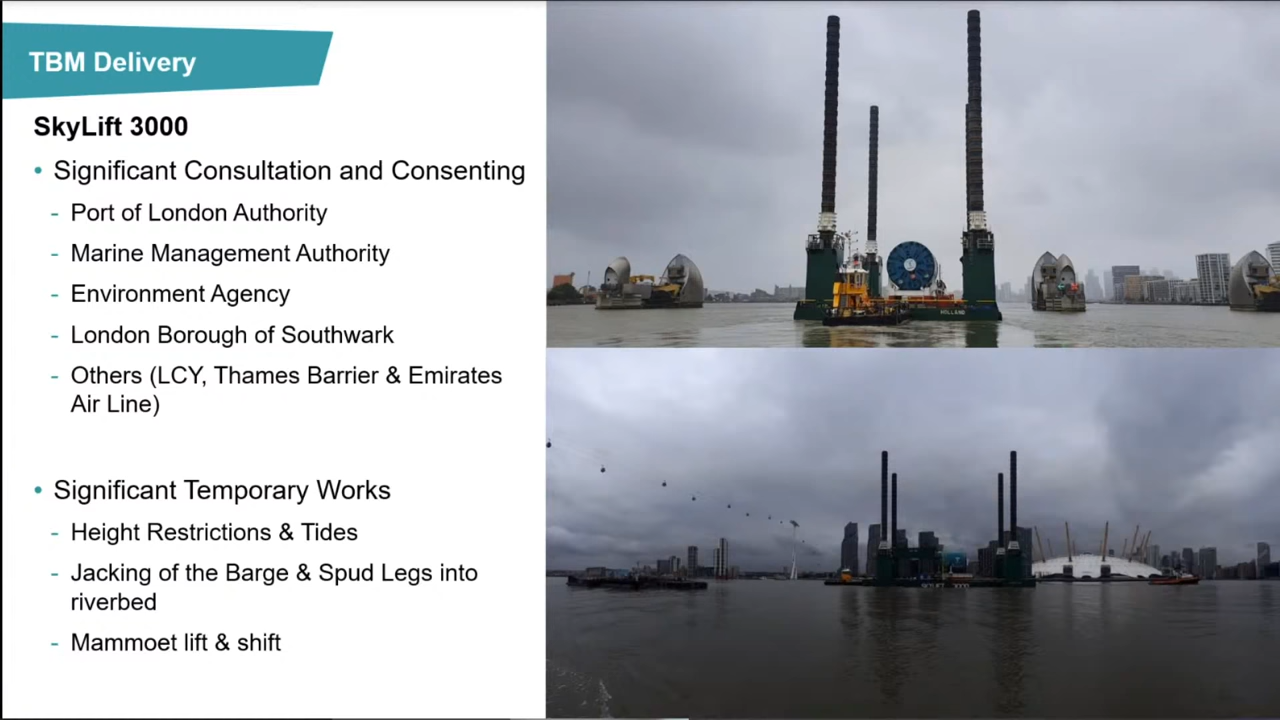 TBM Delivery
SkyLift 3000
• Significant Consultation and Consenting
- Port of London Authority
- Marine Management Authority
- Environment Agency
- London Borough of Southwark
- Others (LCY, Thames Barrier & Emirates
Air Line)
• Significant Temporary Works
- Height Restrictions & Tides
- Jacking of the Barge & Spud Legs into
riverbed
- Mammoet lift & shift
HOLLAND